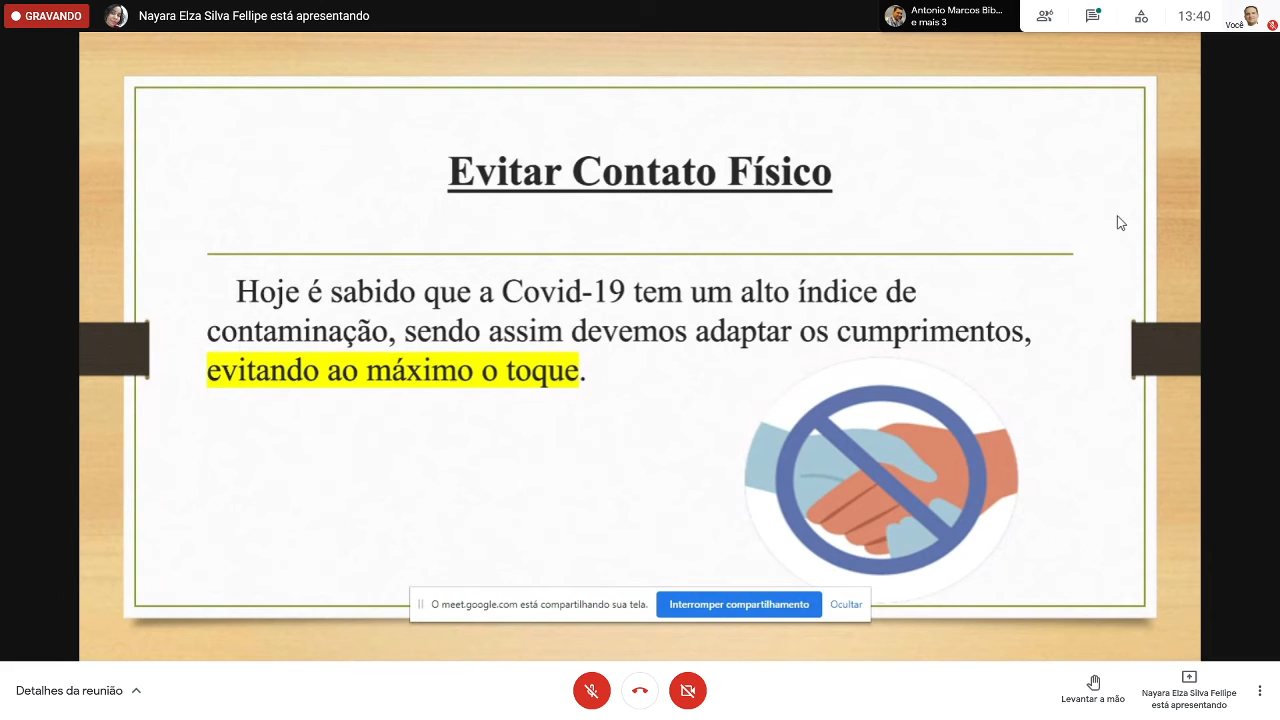 GRAVANDO
Nayara Elza Silva Fellipe está apresentando
Antonio Marcos Bib...
e mais 3
13:40
Você
Evitar Contato Físico
Hoje é sabido que a Covid-19 tem um alto índice de
contaminação, sendo assim devemos adaptar os cumprimentos,
evitando ao máximo o toque.
O meet.google.com está compartilhando sua tela.
Interromper compartilhamento
Ocultar
Detalhes da reunião
Levantar a mão
Nayara Elza Silva Fellipe
está apresentando